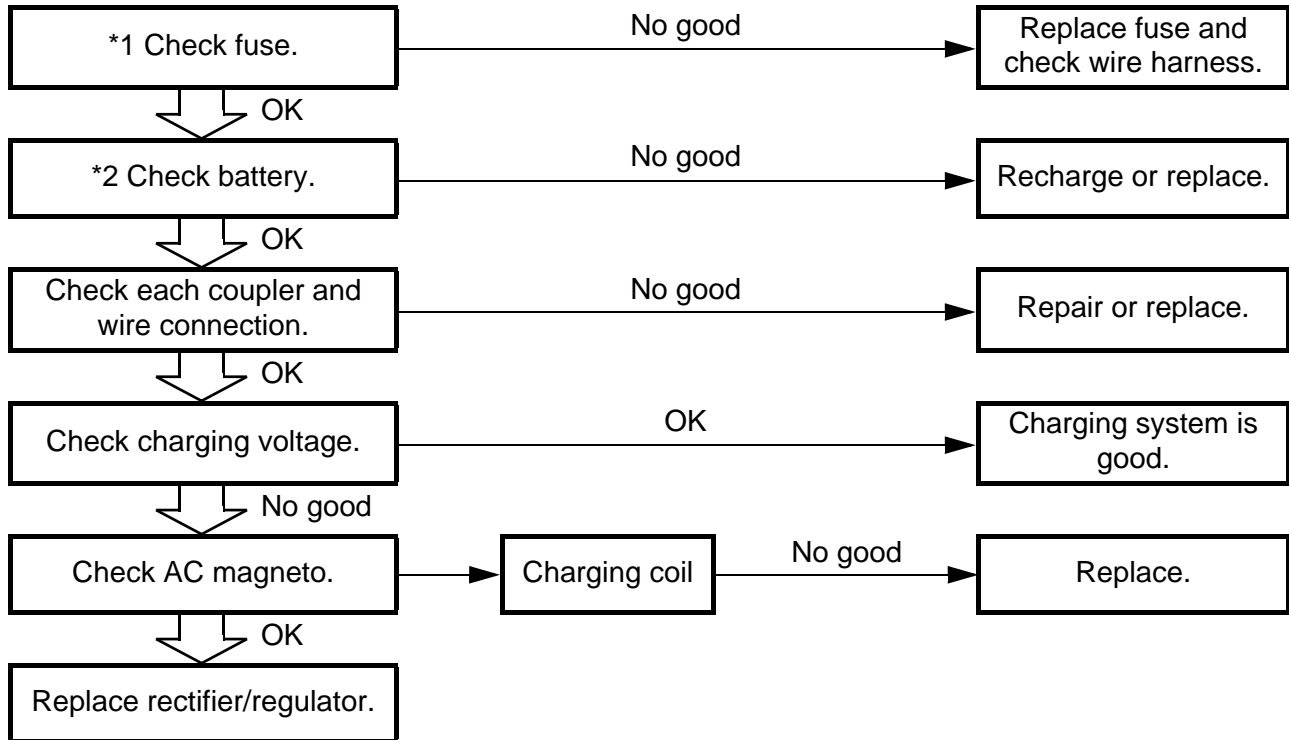 *1 Check fuse.
No good
Replace fuse and
check wire harness.
OK
*2 Check battery.
No good
Recharge or replace.
OK
Check each coupler and
wire connection.
No good
Repair or replace.
OK
Check charging voltage.
OK
Charging system is
good.
No good
Check AC magneto.
Charging coil
No good
Replace.
OK
Replace rectifier/regulator.